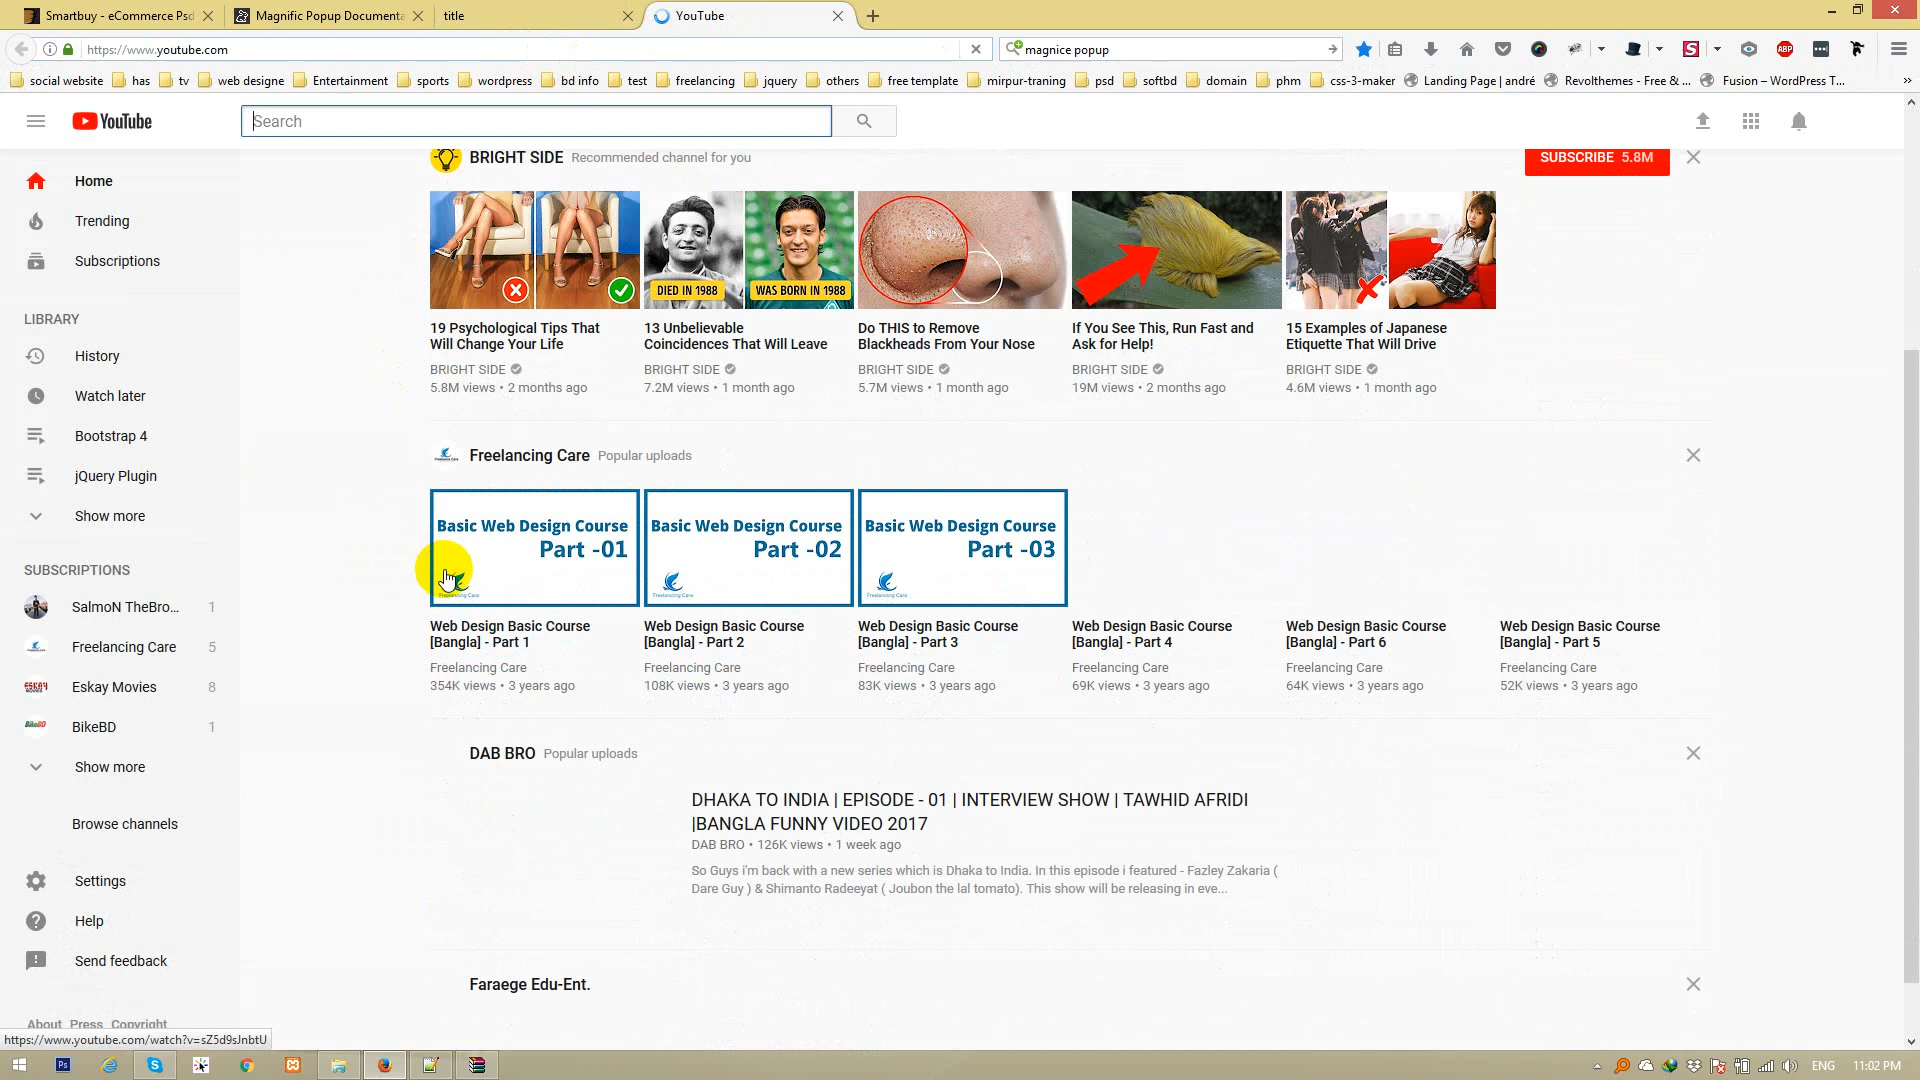 Smartbuy - eCommerce Psd
Magnific Popup Documenta
title
YouTube
https://www.youtube.com
magnice popup
social website
has
tv
web designe
Entertainment
sports
wordpress
bd info
test
freelancing
jquery
others
free template
mirpur-traning
psd
softbd
domain
phm
css-3-maker
Landing Page | andré
Revolthemes - Free & ...
Fusion – WordPress T...
YouTube
Search
Home
Trending
Subscriptions
LIBRARY
History
Watch later
Bootstrap 4
jQuery Plugin
Show more
SUBSCRIPTIONS
SalmoN TheBro... 1
Freelancing Care 5
Eskay Movies 8
BikeBD 1
Show more
Browse channels
Settings
Help
Send feedback
About Press Copyright
https://www.youtube.com/watch?v=sZ5d9sJnbtU
BRIGHT SIDE Recommended channel for you
SUBSCRIBE 5.8M
DIED IN 1988
WAS BORN IN 1988
19 Psychological Tips That
Will Change Your Life
BRIGHT SIDE
5.8M views • 2 months ago
13 Unbelievable
Coincidences That Will Leave
BRIGHT SIDE
7.2M views • 1 month ago
Do THIS to Remove
Blackheads From Your Nose
BRIGHT SIDE
5.7M views • 1 month ago
If You See This, Run Fast and
Ask for Help!
BRIGHT SIDE
19M views • 2 months ago
15 Examples of Japanese
Etiquette That Will Drive
BRIGHT SIDE
4.6M views • 1 month ago
Freelancing Care Popular uploads
Basic Web Design Course
Part -01
Freelancing Care
Basic Web Design Course
Part -02
Freelancing Care
Basic Web Design Course
Part -03
Freelancing Care
Web Design Basic Course
[Bangla] - Part 1
Freelancing Care
354K views • 3 years ago
Web Design Basic Course
[Bangla] - Part 2
Freelancing Care
108K views • 3 years ago
Web Design Basic Course
[Bangla] - Part 3
Freelancing Care
83K views • 3 years ago
Web Design Basic Course
[Bangla] - Part 4
Freelancing Care
69K views • 3 years ago
Web Design Basic Course
[Bangla] - Part 6
Freelancing Care
64K views • 3 years ago
Web Design Basic Course
[Bangla] - Part 5
Freelancing Care
52K views • 3 years ago
DAB BRO Popular uploads
DHAKA TO INDIA | EPISODE - 01 | INTERVIEW SHOW | TAWHID AFRIDI
|BANGLA FUNNY VIDEO 2017
DAB BRO • 126K views • 1 week ago
So Guys i'm back with a new series which is Dhaka to India. In this episode i featured - Fazley Zakaria (
Dare Guy ) & Shimanto Radeeyat ( Joubon the lal tomato). This show will be releasing in eve...
Faraege Edu-Ent.
ENG
11:02 PM